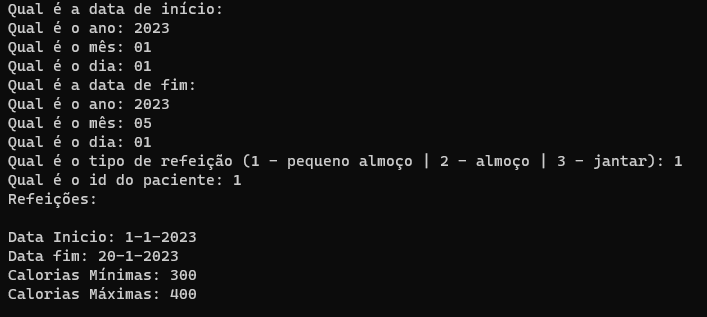 Qual é a data de início:
Qual é o ano: 2023
Qual é o mês: 01
Qual é o dia: 01
Qual é a data de fim:
Qual é o ano: 2023
Qual é o mês: 05
Qual é o dia: 01
Qual é o tipo de refeição (1 - pequeno almoço | 2 - almoço | 3 - jantar): 1
Qual é o id do paciente: 1
Refeições:
Data Inicio: 1-1-2023
Data fim: 20-1-2023
Calorias Mínimas: 300
Calorias Máximas: 400